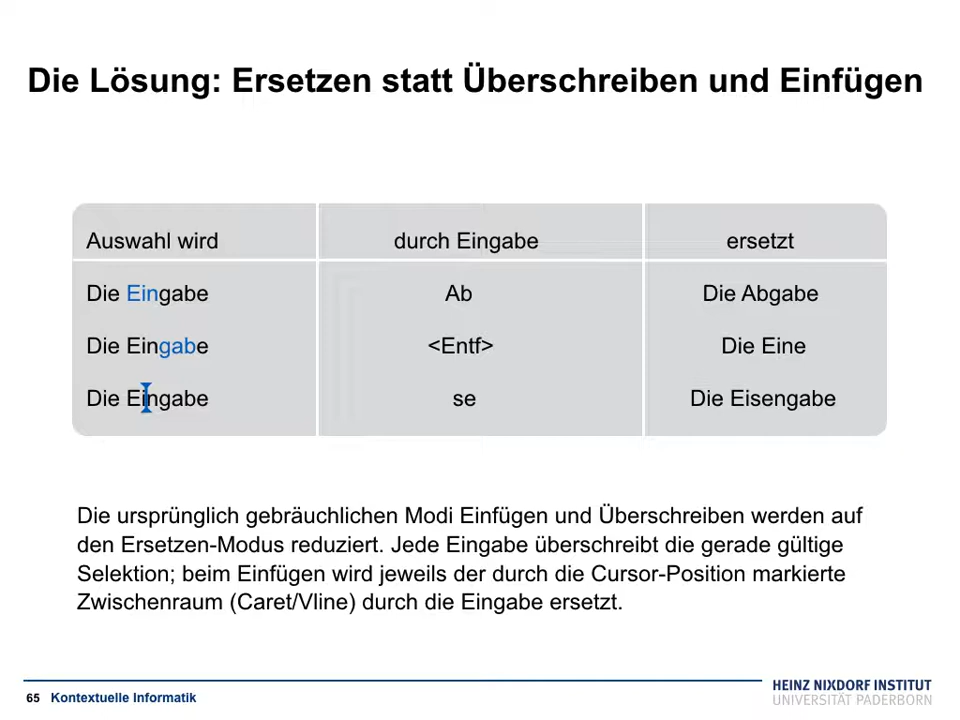 Die Lösung: Ersetzen statt Überschreiben und Einfügen
Auswahl wird durch Eingabe ersetzt
Die Eingabe Ab Die Abgabe
Die Eingabe <Entf> Die Eine
Die Eingabe se Die Eisengabe
Die ursprünglich gebräuchlichen Modi Einfügen und Überschreiben werden auf
den Ersetzen-Modus reduziert. Jede Eingabe überschreibt die gerade gültige
Selektion; beim Einfügen wird jeweils der durch die Cursor-Position markierte
Zwischenraum (Caret/Vline) durch die Eingabe ersetzt.
65 Kontextuelle Informatik
HEINZ NIXDORF INSTITUT
UNIVERSITÄT PADERBORN